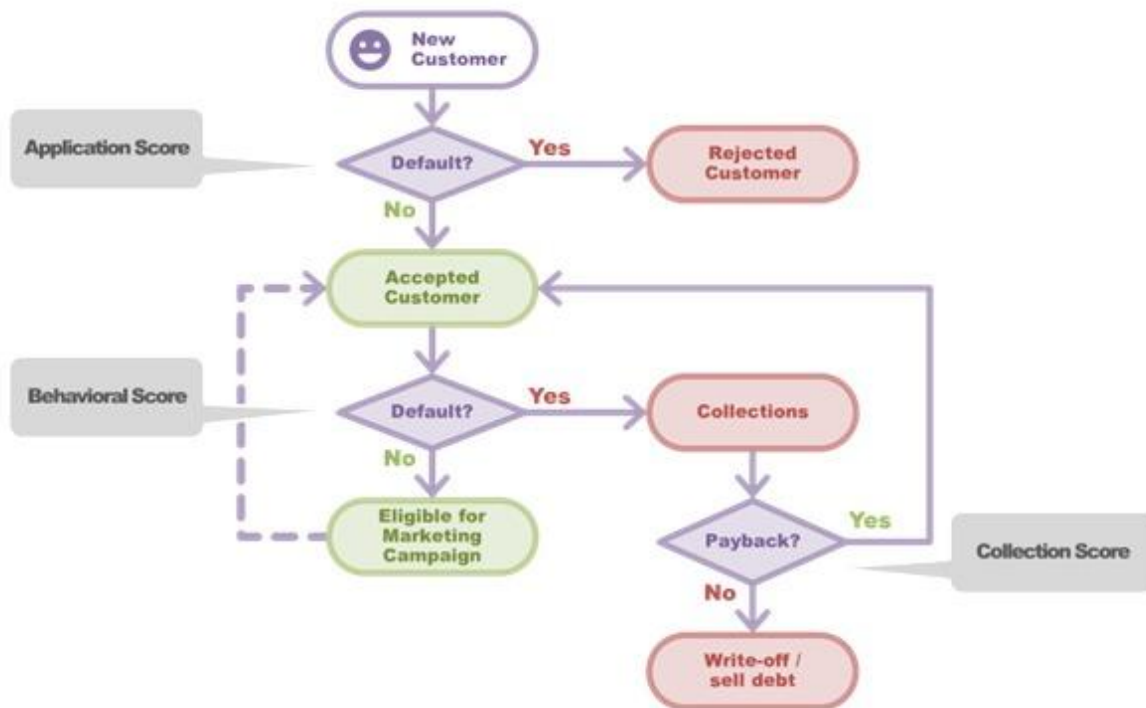 New
Customer
Application Score
Default?
Yes
Rejected
Customer
No
Accepted
Customer
Behavioral Score
Default?
Yes
Collections
No
Eligible for
Marketing
Campaign
Payback?
Yes
Collection Score
No
Write-off /
sell debt